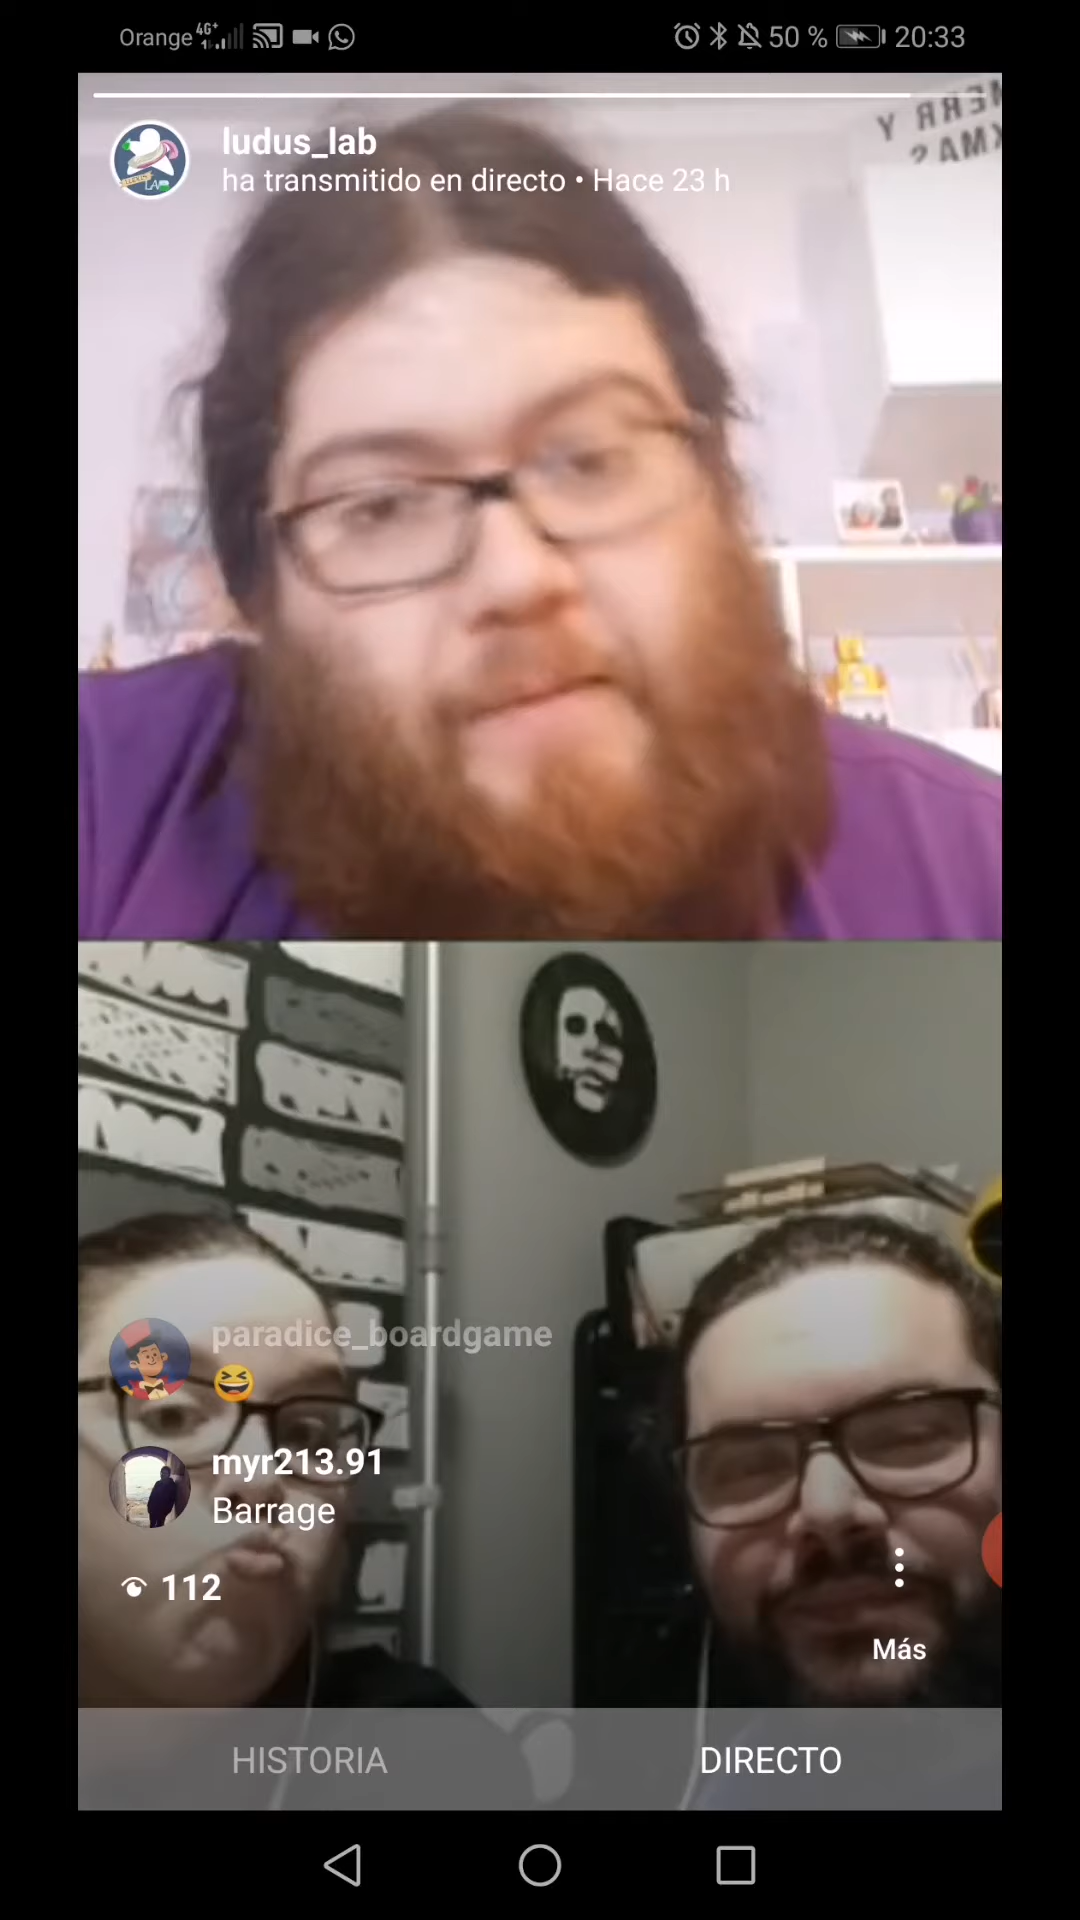 Orange 4G+ 50 % 20:33
ludus_lab
ha transmitido en directo • Hace 23 h
paradice_boardgame
😆
myr213.91
Barrage
112
Más
HISTORIA
DIRECTO